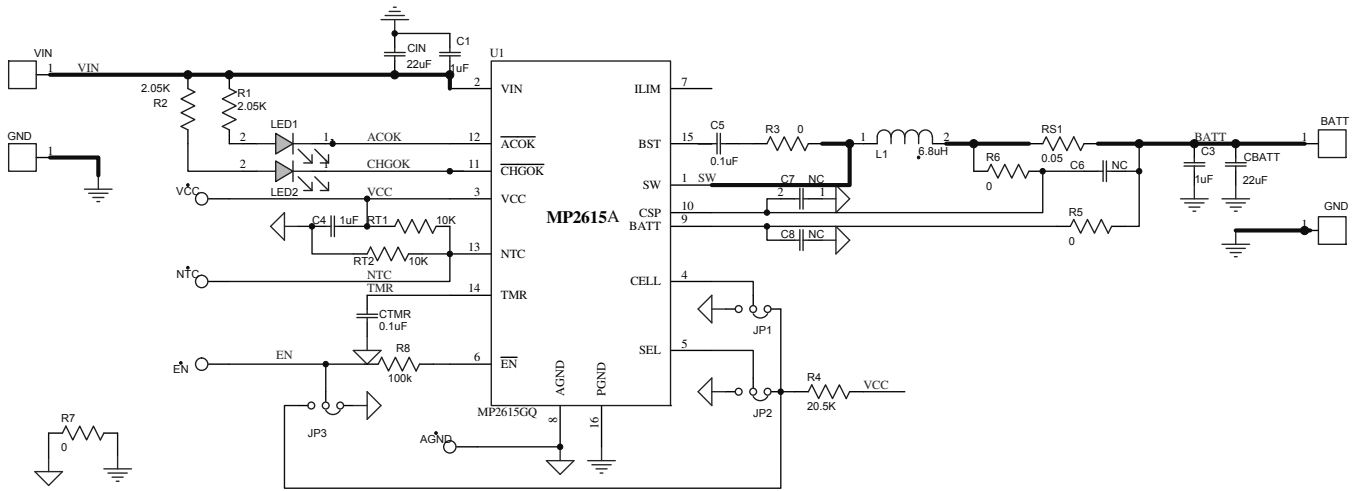 VIN
1
VIN
2.05K
R2
R1
2.05K
CIN
22uF
C1
1uF
U1
2
VIN
ILIM
7
GND
1
2
LED1
1
ACOK
12
ACOK
2
LED2
1
CHGOK
11
CHGOK
VCC
VCC
3
VCC
C4
1uF
RT1
10K
RT2
10K
13
NTC
NTC
NTC
TMR
14
TMR
CTMR
0.1uF
EN
EN
R8
100k
6
EN
JP3
MP2615A
MP2615GQ
AGND
8
PGND
16
AGND
R7
0
BST
15
C5
0.1uF
R3
0
1
L1
2
6.8uH
RS1
0.05
BATT
1
BATT
SW
1
SW
R6
0
C6
NC
C3
1uF
CBATT
22uF
2
C7
NC
1
CSP
10
BATT
9
C8
NC
R5
0
GND
1
CELL
4
JP1
SEL
5
JP2
R4
20.5K
VCC